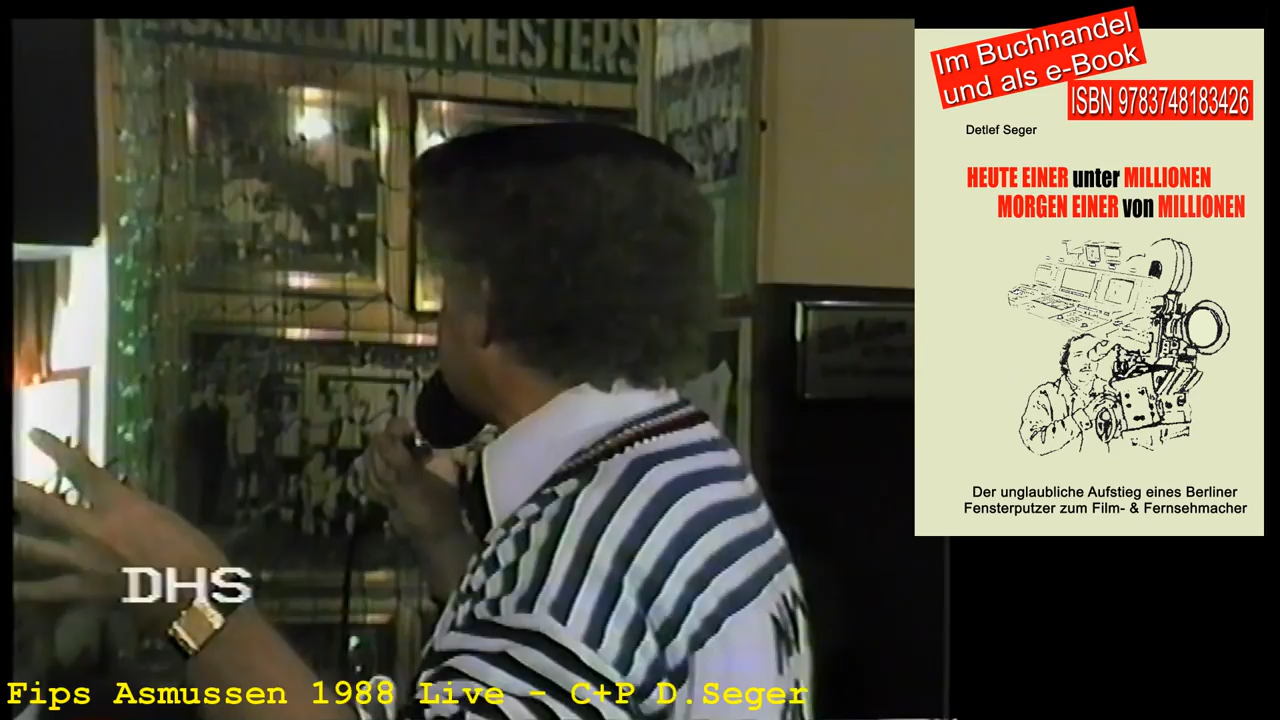 WELTMEISTERS
Im Buchhandel
und als e-Book
ISBN 9783748183426
Detlef Seger
HEUTE EINER unter MILLIONEN
MORGEN EINER von MILLIONEN
Der unglaubliche Aufstieg eines Berliner
Fensterputzer zum Film- & Fernsehmacher
DHS
Fips Asmussen 1988 Live - C+P D.Seger